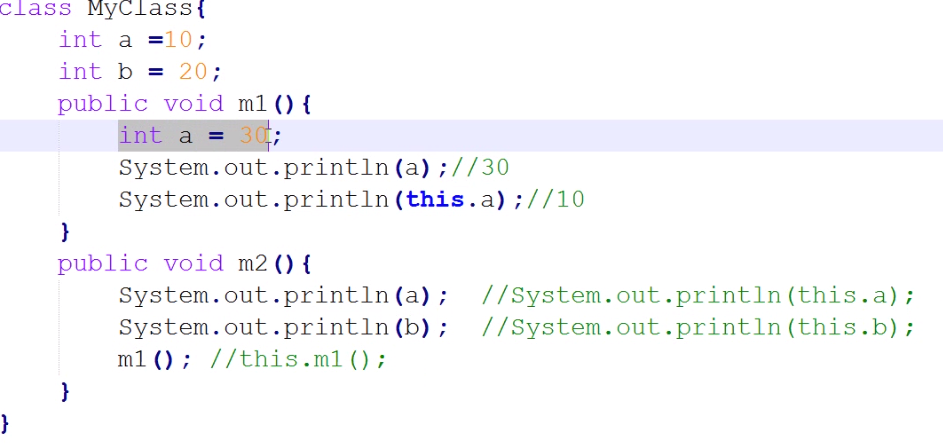 class MyClass{
int a =10;
int b = 20;
public void m1(){
int a = 30;
System.out.println(a);//30
System.out.println(this.a);//10
}
public void m2(){
System.out.println(a); //System.out.println(this.a);
System.out.println(b); //System.out.println(this.b);
m1(); //this.m1();
}
}